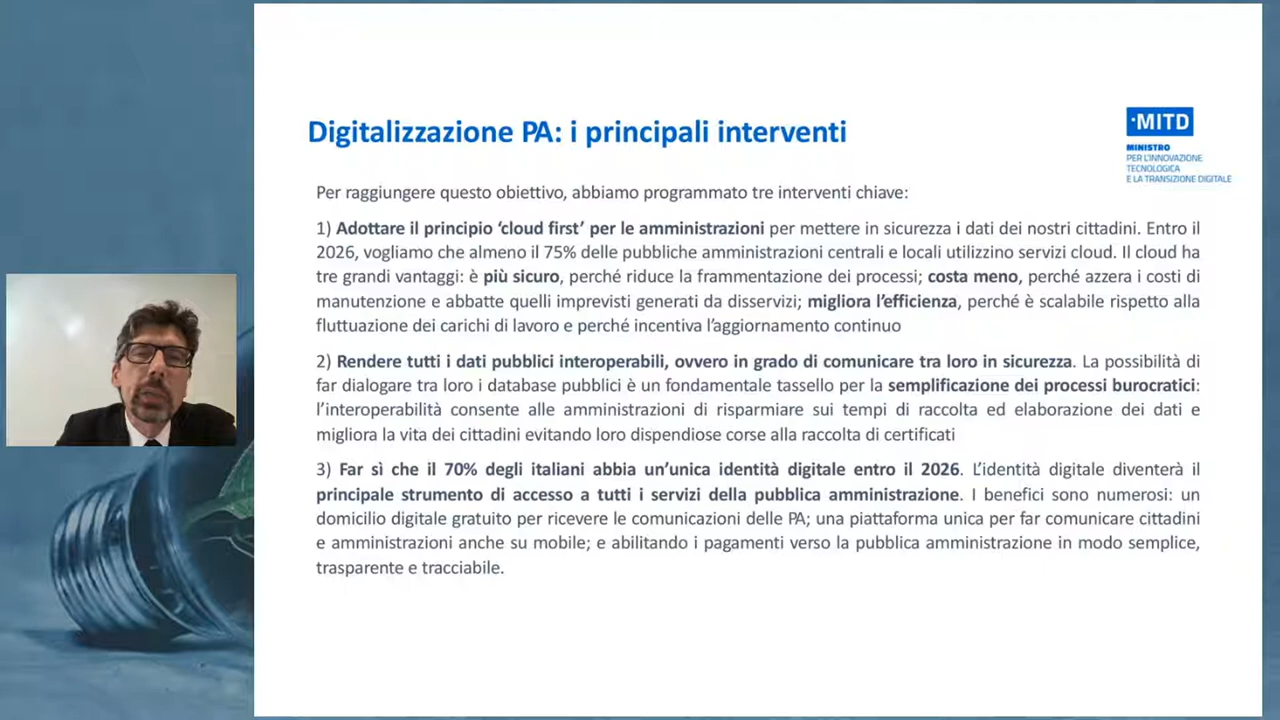 Digitalizzazione PA: i principali interventi
·MITD
MINISTRO
PER L'INNOVAZIONE
TECNOLOGICA
E LA TRANSIZIONE DIGITALE
Per raggiungere questo obiettivo, abbiamo programmato tre interventi chiave:
1) Adottare il principio ‘cloud first’ per le amministrazioni per mettere in sicurezza i dati dei nostri cittadini. Entro il
2026, vogliamo che almeno il 75% delle pubbliche amministrazioni centrali e locali utilizzino servizi cloud. Il cloud ha
tre grandi vantaggi: è più sicuro, perché riduce la frammentazione dei processi; costa meno, perché azzera i costi di
manutenzione e abbatte quelli imprevisti generati da disservizi; migliora l’efficienza, perché è scalabile rispetto alla
fluttuazione dei carichi di lavoro e perché incentiva l’aggiornamento continuo
2) Rendere tutti i dati pubblici interoperabili, ovvero in grado di comunicare tra loro in sicurezza. La possibilità di
far dialogare tra loro i database pubblici è un fondamentale tassello per la semplificazione dei processi burocratici:
l’interoperabilità consente alle amministrazioni di risparmiare sui tempi di raccolta ed elaborazione dei dati e
migliora la vita dei cittadini evitando loro dispendiose corse alla raccolta di certificati
3) Far sì che il 70% degli italiani abbia un’unica identità digitale entro il 2026. L’identità digitale diventerà il
principale strumento di accesso a tutti i servizi della pubblica amministrazione. I benefici sono numerosi: un
domicilio digitale gratuito per ricevere le comunicazioni delle PA; una piattaforma unica per far comunicare cittadini
e amministrazioni anche su mobile; e abilitando i pagamenti verso la pubblica amministrazione in modo semplice,
trasparente e tracciabile.